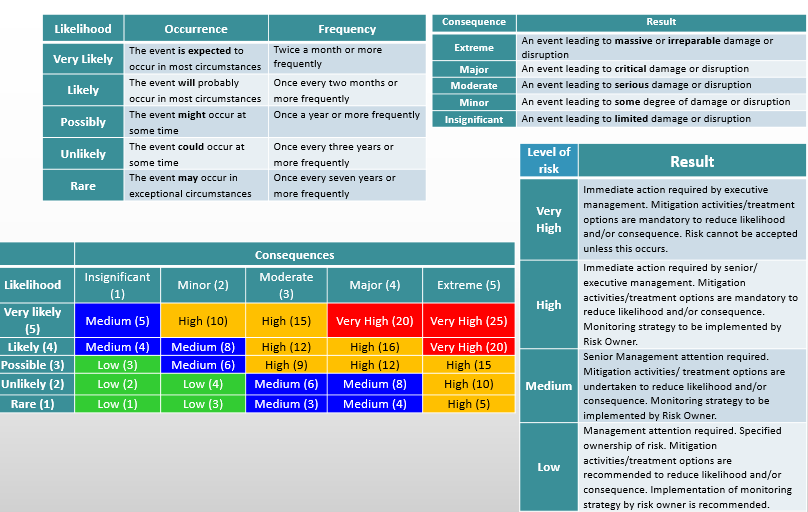 Likelihood Occurrence Frequency
Very Likely
The event is expected to
occur in most circumstances
Twice a month or more
frequently
Likely
The event will probably
occur in most circumstances
Once every two months or
more frequently
Possibly
The event might occur at
some time
Once a year or more frequently
Unlikely
The event could occur at
some time
Once every three years or
more frequently
Rare
The event may occur in
exceptional circumstances
Once every seven years or
more frequently
Consequence Result
Extreme
An event leading to massive or irreparable damage or
disruption
Major An event leading to critical damage or disruption
Moderate An event leading to serious damage or disruption
Minor An event leading to some degree of damage or disruption
Insignificant An event leading to limited damage or disruption
Level of
risk
Result
Very
High
Immediate action required by executive
management. Mitigation activities/treatment
options are mandatory to reduce likelihood
and/or consequence. Risk cannot be accepted
unless this occurs.
High
Immediate action required by senior/
executive management. Mitigation
activities/treatment options are mandatory to
reduce likelihood and/or consequence.
Monitoring strategy to be implemented by
Risk Owner.
Medium
Senior Management attention required.
Mitigation activities/ treatment options are
undertaken to reduce likelihood and/or
consequence. Monitoring strategy to be
implemented by Risk Owner.
Low
Management attention required. Specified
ownership of risk. Mitigation
activities/treatment options are
recommended to reduce likelihood and/or
consequence. Implementation of monitoring
strategy by risk owner is recommended.
Consequences
Likelihood
Insignificant
(1)
Minor (2)
Moderate
(3)
Major (4)
Extreme (5)
Very likely
(5)
Medium (5) High (10) High (15) Very High (20) Very High (25)
Likely (4) Medium (4) Medium (8) High (12) High (16) Very High (20)
Possible (3) Low (3) Medium (6) High (9) High (12) High (15
Unlikely (2) Low (2) Low (4) Medium (6) Medium (8) High (10)
Rare (1) Low (1) Low (3) Medium (3) Medium (4) High (5)